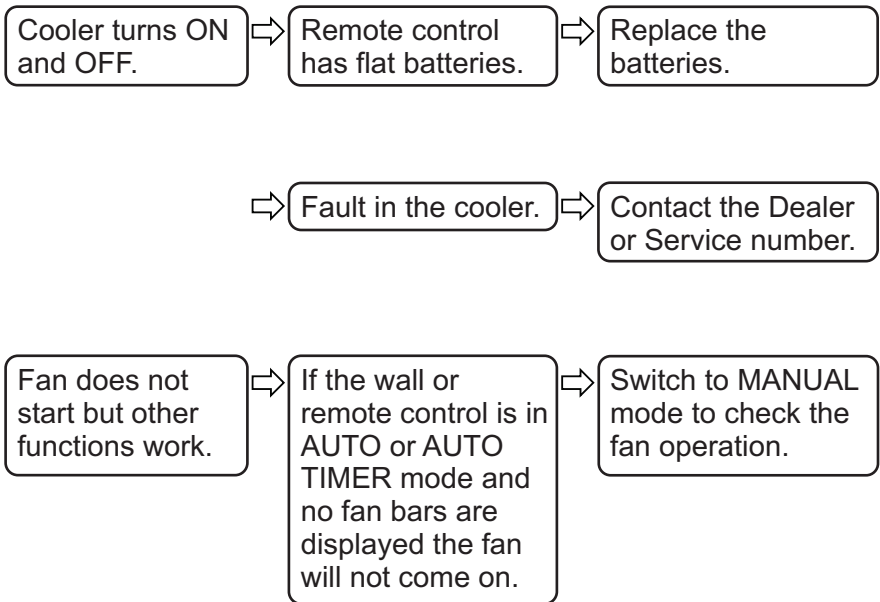 Cooler turns ON
and OFF.
Remote control
has flat batteries.
Replace the
batteries.
Fault in the cooler.
Contact the Dealer
or Service number.
Fan does not
start but other
functions work.
If the wall or
remote control is in
AUTO or AUTO
TIMER mode and
no fan bars are
displayed the fan
will not come on.
Switch to MANUAL
mode to check the
fan operation.